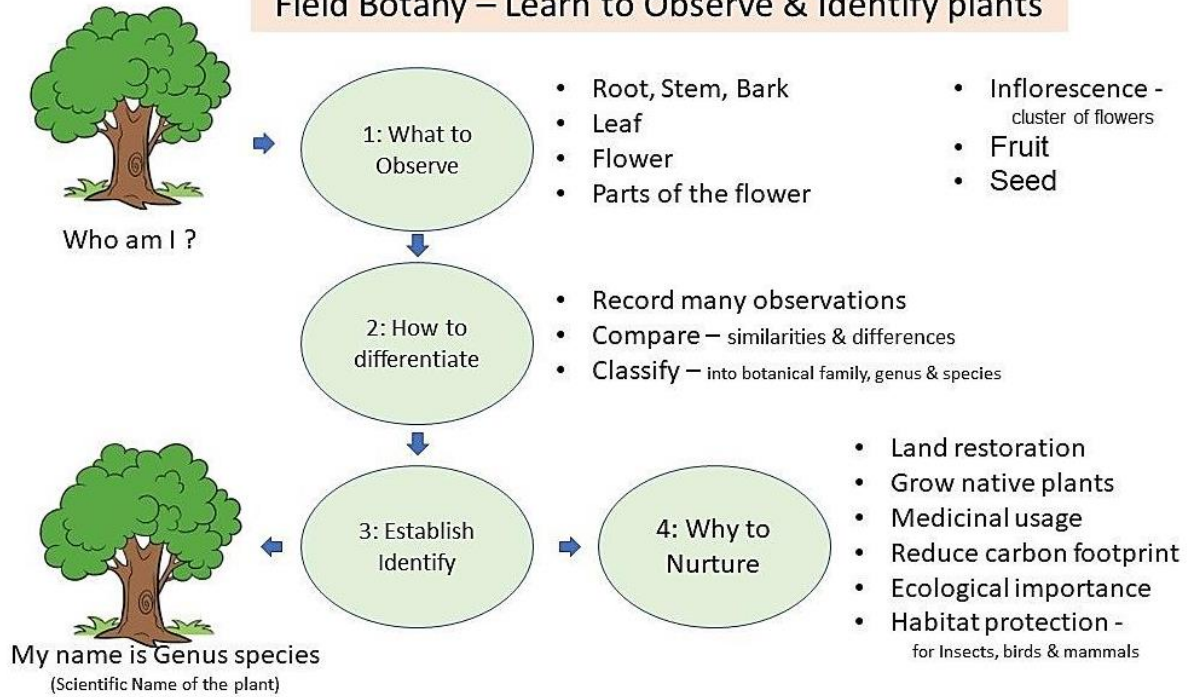 Field Botany – Learn to Observe & Identify plants
Who am I ?
1: What to
Observe
• Root, Stem, Bark
• Leaf
• Flower
• Parts of the flower
• Inflorescence -
cluster of flowers
• Fruit
• Seed
2: How to
differentiate
• Record many observations
• Compare – similarities & differences
• Classify – into botanical family, genus & species
3: Establish
Identify
My name is Genus species
(Scientific Name of the plant)
4: Why to
Nurture
• Land restoration
• Grow native plants
• Medicinal usage
• Reduce carbon footprint
• Ecological importance
• Habitat protection -
for Insects, birds & mammals